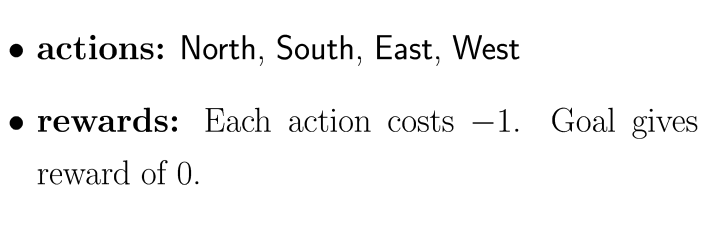 • actions: North, South, East, West
• rewards: Each action costs −1. Goal gives
reward of 0.